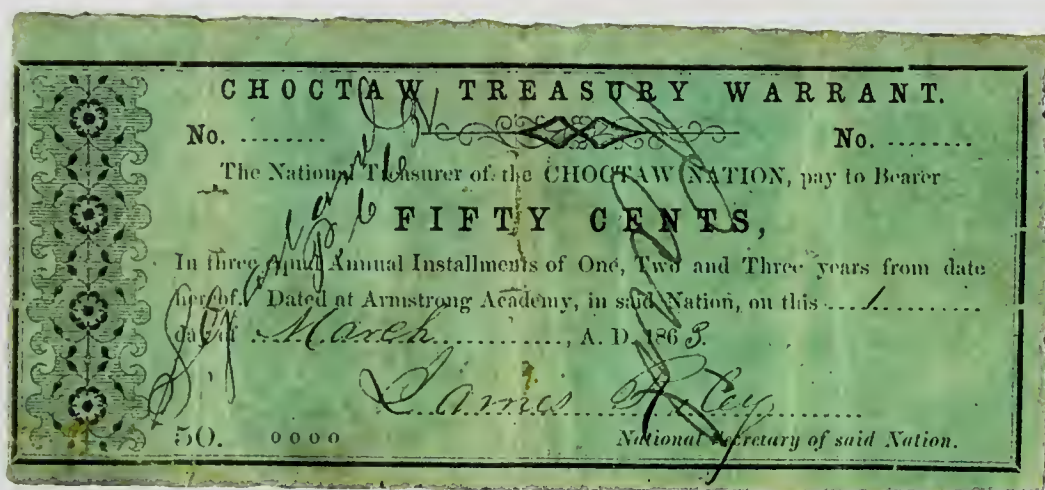 CHOCTAW TREASURY WARRANT.
No. ........ No. ........
The National Treasurer of the CHOCTAW NATION, pay to Bearer
FIFTY CENTS,
In three equal Annual Installments of One, Two and Three years from date
hereof. Dated at Armstrong Academy, in said Nation, on this ....1..........
day of March............, A. D. 1863.
James Riley
50. 0000 National Secretary of said Nation.